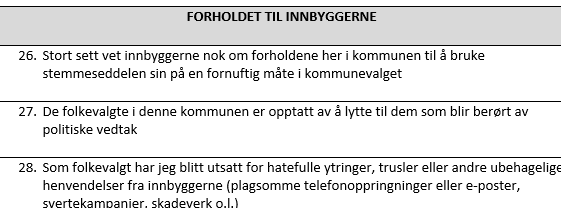 FORHOLDET TIL INNBYGGERNE
26. Stort sett vet innbyggerne nok om forholdene her i kommunen til å bruke
stemmeseddelen sin på en fornuftig måte i kommunevalget
27. De folkevalgte i denne kommunen er opptatt av å lytte til dem som blir berørt av
politiske vedtak
28. Som folkevalgt har jeg blitt utsatt for hatefulle ytringer, trusler eller andre ubehagelige
henvendelser fra innbyggerne (plagsomme telefonoppringninger eller e-poster,
svertekampanjer, skadeverk o.l.)